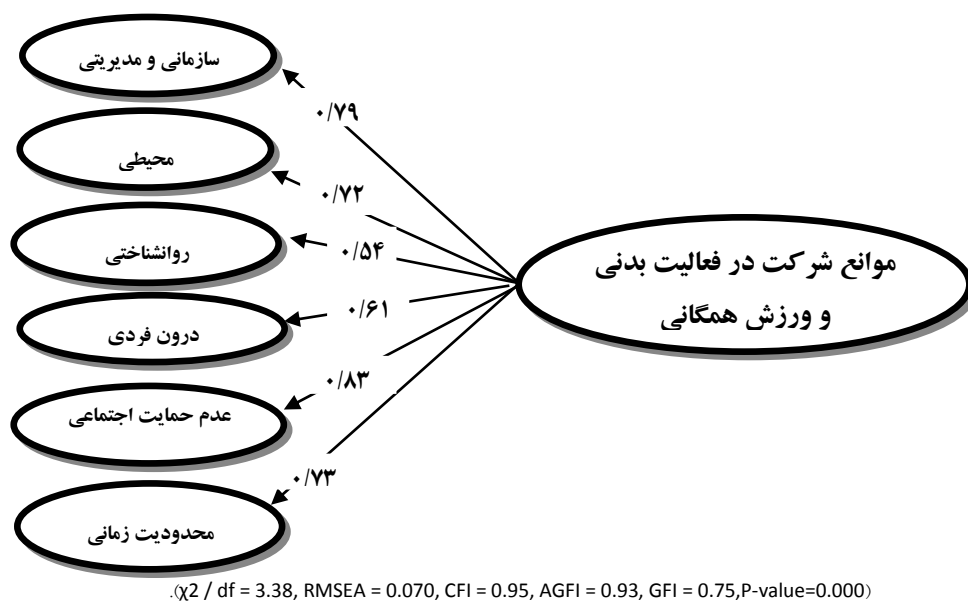 سازمانی و مدیریتی
۰/۷۹
محیطی
۰/۷۲
روانشناختی
۰/۵۴
موانع شرکت در فعالیت بدنی
و ورزش همگانی
درون فردی
۰/۶۱
عدم حمایت اجتماعی
۰/۸۳
محدودیت زمانی
۰/۷۳
.(χ2 / df = 3.38, RMSEA = 0.070, CFI = 0.95, AGFI = 0.93, GFI = 0.75,P-value=0.000)